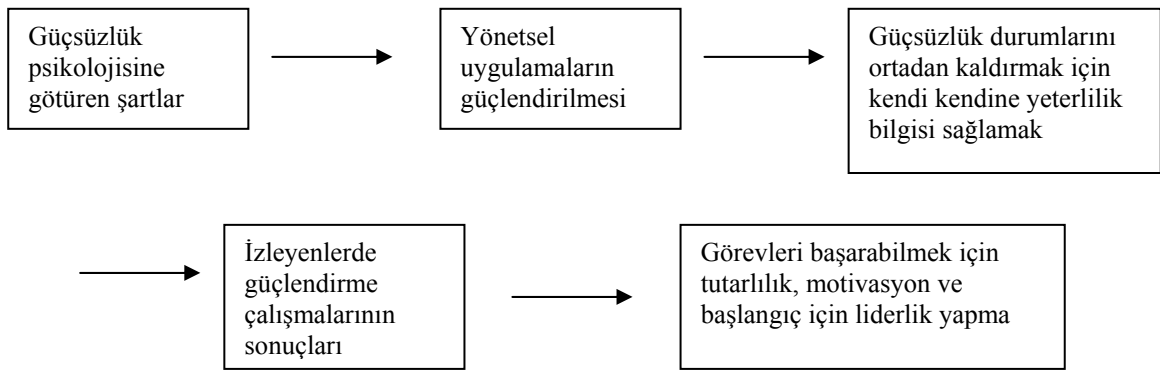 Güçsüzlük
psikolojisine
götüren şartlar
Yönetsel
uygulamaların
güçlendirilmesi
Güçsüzlük durumlarını
ortadan kaldırmak için
kendi kendine yeterlilik
bilgisi sağlamak
İzleyenlerde
güçlendirme
çalışmalarının
sonuçları
Görevleri başarabilmek için
tutarlılık, motivasyon ve
başlangıç için liderlik yapma